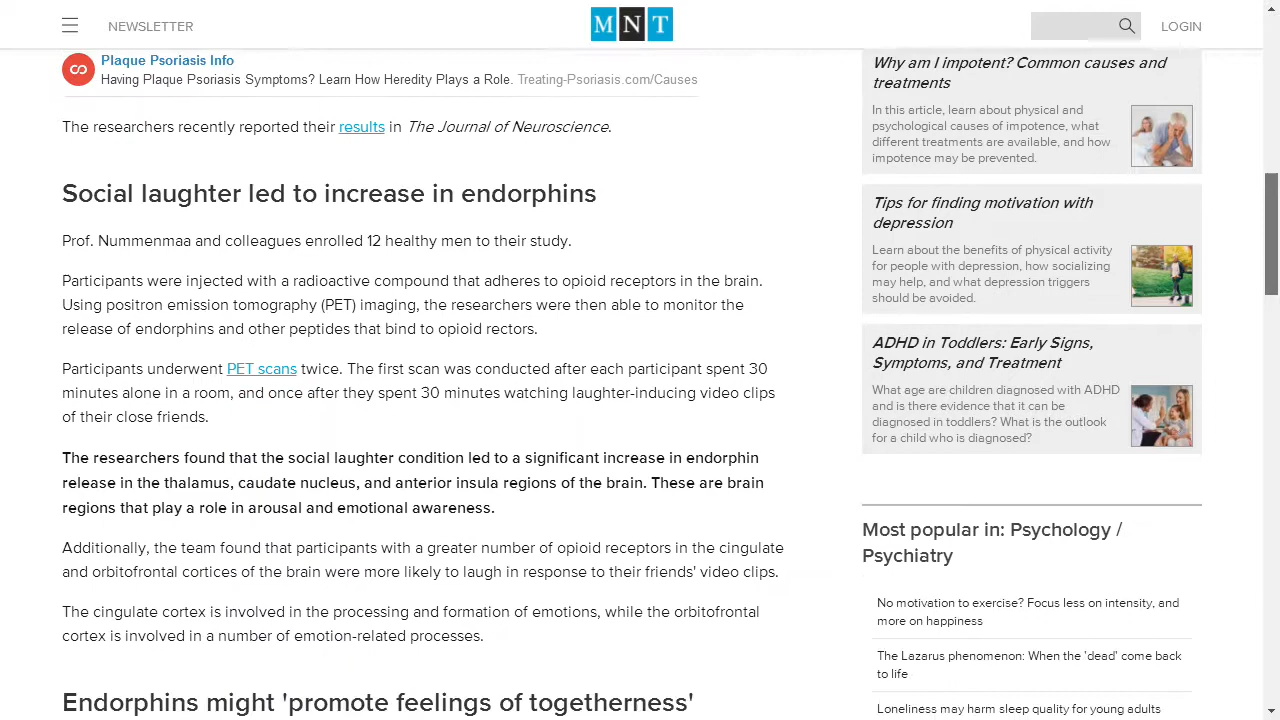 NEWSLETTER
MNT
LOGIN
Plaque Psoriasis Info
Having Plaque Psoriasis Symptoms? Learn How Heredity Plays a Role. Treating-Psoriasis.com/Causes
The researchers recently reported their results in The Journal of Neuroscience.
Social laughter led to increase in endorphins
Prof. Nummenmaa and colleagues enrolled 12 healthy men to their study.
Participants were injected with a radioactive compound that adheres to opioid receptors in the brain.
Using positron emission tomography (PET) imaging, the researchers were then able to monitor the
release of endorphins and other peptides that bind to opioid rectors.
Participants underwent PET scans twice. The first scan was conducted after each participant spent 30
minutes alone in a room, and once after they spent 30 minutes watching laughter-inducing video clips
of their close friends.
The researchers found that the social laughter condition led to a significant increase in endorphin
release in the thalamus, caudate nucleus, and anterior insula regions of the brain. These are brain
regions that play a role in arousal and emotional awareness.
Additionally, the team found that participants with a greater number of opioid receptors in the cingulate
and orbitofrontal cortices of the brain were more likely to laugh in response to their friends' video clips.
The cingulate cortex is involved in the processing and formation of emotions, while the orbitofrontal
cortex is involved in a number of emotion-related processes.
Endorphins might 'promote feelings of togetherness'
Why am I impotent? Common causes and
treatments
In this article, learn about physical and
psychological causes of impotence, what
different treatments are available, and how
impotence may be prevented.
Tips for finding motivation with
depression
Learn about the benefits of physical activity
for people with depression, how socializing
may help, and what depression triggers
should be avoided.
ADHD in Toddlers: Early Signs,
Symptoms, and Treatment
What age are children diagnosed with ADHD
and is there evidence that it can be
diagnosed in toddlers? What is the outlook
for a child who is diagnosed?
Most popular in: Psychology /
Psychiatry
No motivation to exercise? Focus less on intensity, and
more on happiness
The Lazarus phenomenon: When the 'dead' come back
to life
Loneliness may harm sleep quality for young adults